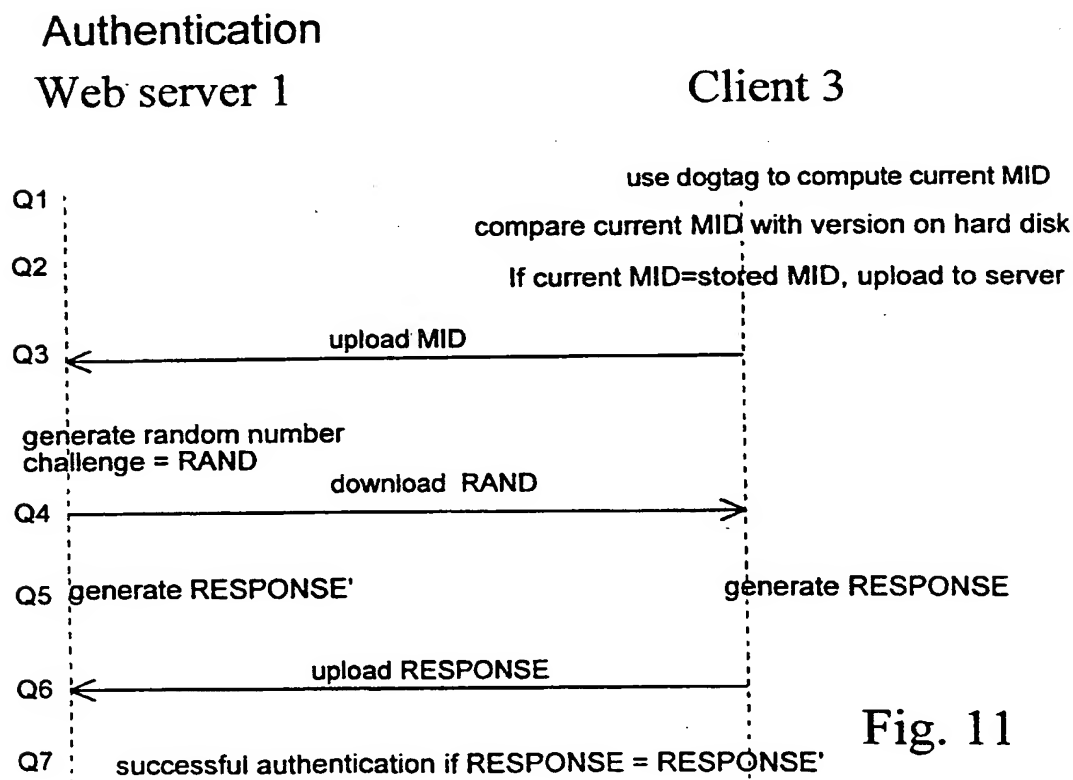 Authentication
Web server 1
Client 3
Q1
use dogtag to compute current MID
compare current MID with version on hard disk
Q2
If current MID=stored MID, upload to server
Q3
upload MID
generate random number
challenge = RAND
download RAND
Q4
Q5
generate RESPONSE'
generate RESPONSE
upload RESPONSE
Q6
Fig. 11
Q7
successful authentication if RESPONSE = RESPONSE'